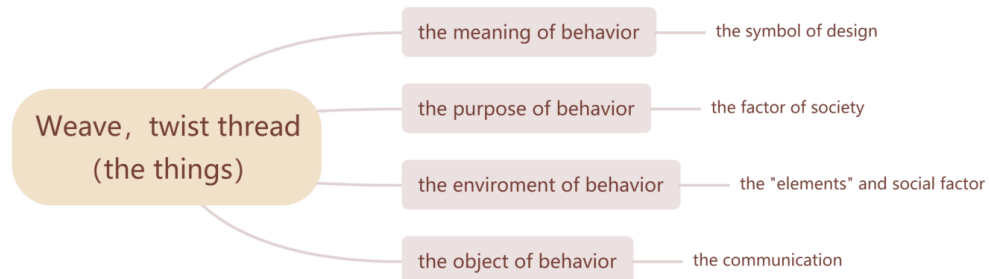 Weave，twist thread
（the things）
the meaning of behavior
the symbol of design
the purpose of behavior
the factor of society
the enviroment of behavior
the "elements" and social factor
the object of behavior
the communication